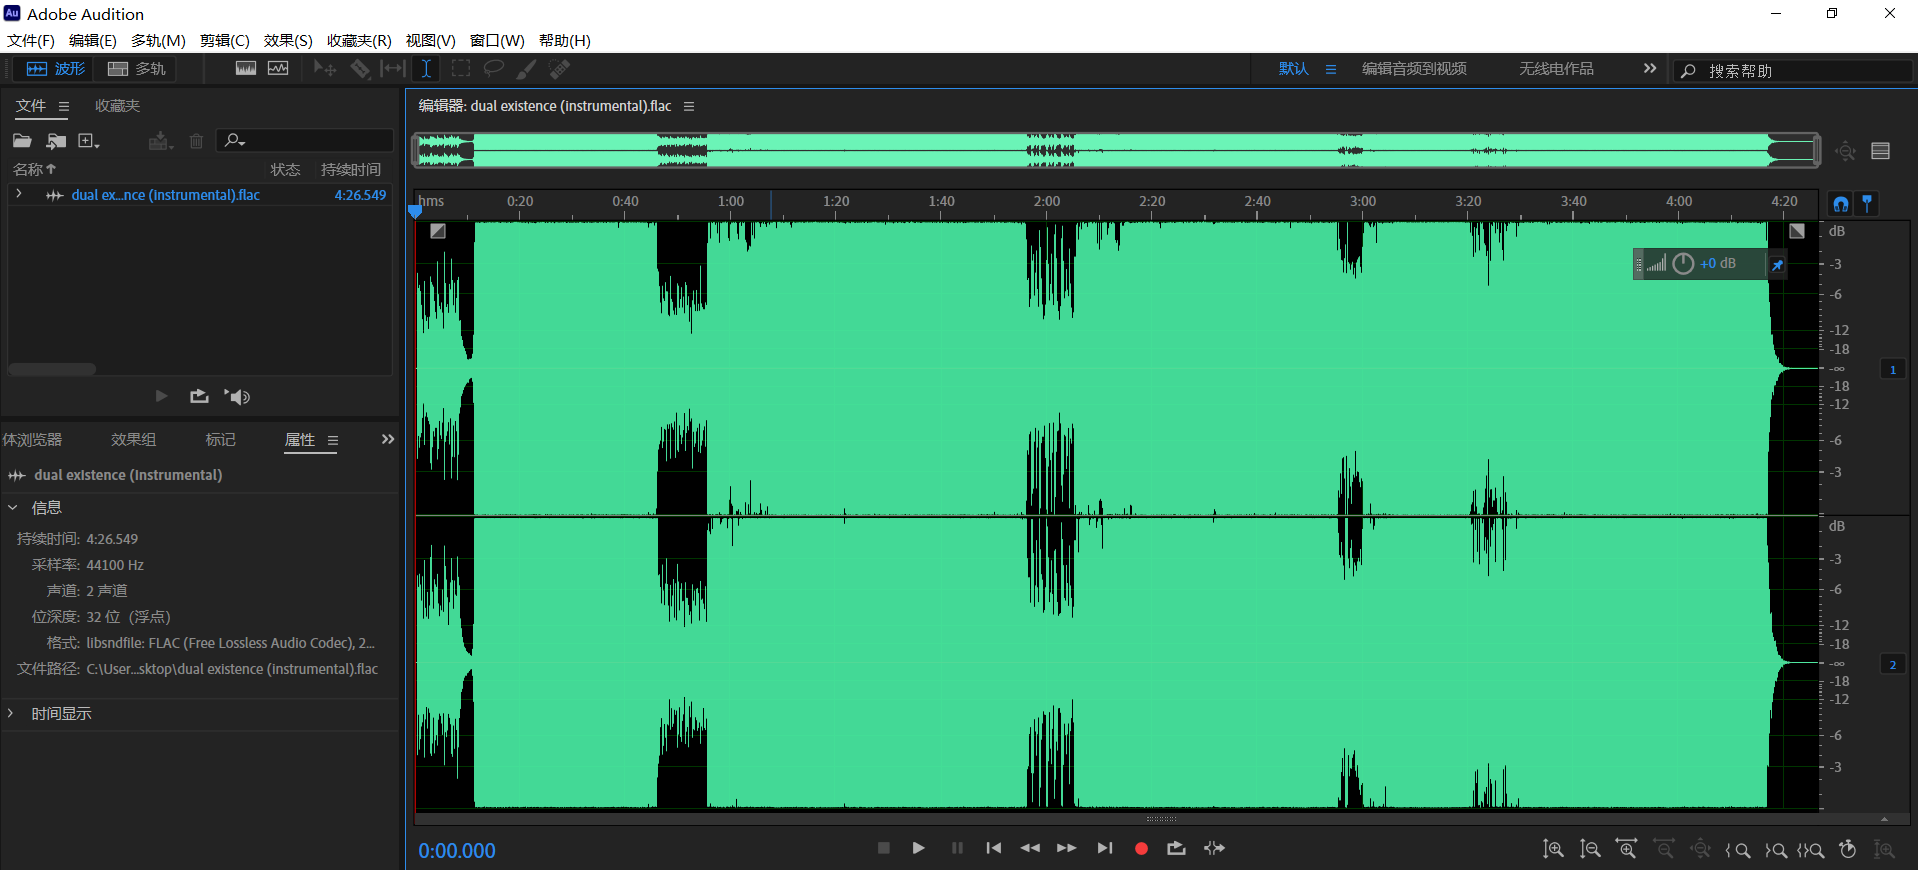 Au Adobe Audition
文件(F) 编辑(E) 多轨(M) 剪辑(C) 效果(S) 收藏夹(R) 视图(V) 窗口(W) 帮助(H)
波形 多轨 默认 编辑音频到视频 无线电作品 搜索帮助
文件 收藏夹
名称 状态 持续时间
dual ex...nce (instrumental).flac 4:26.549
体浏览器 效果组 标记 属性
dual existence (instrumental)
信息
持续时间: 4:26.549
采样率: 44100 Hz
声道: 2 声道
位深度: 32 位 (浮点)
格式: libsndfile: FLAC (Free Lossless Audio Codec), 2...
文件路径: C:\User...sktop\dual existence (instrumental).flac
时间显示
编辑器: dual existence (instrumental).flac
hms 0:20 0:40 1:00 1:20 1:40 2:00 2:20 2:40 3:00 3:20 3:40 4:00 4:20
+0 dB
dB
-3
-6
-12
-18
-∞
-18
-12
-6
-3
1
dB
-3
-6
-12
-18
-∞
-18
-12
-6
-3
2
0:00.000